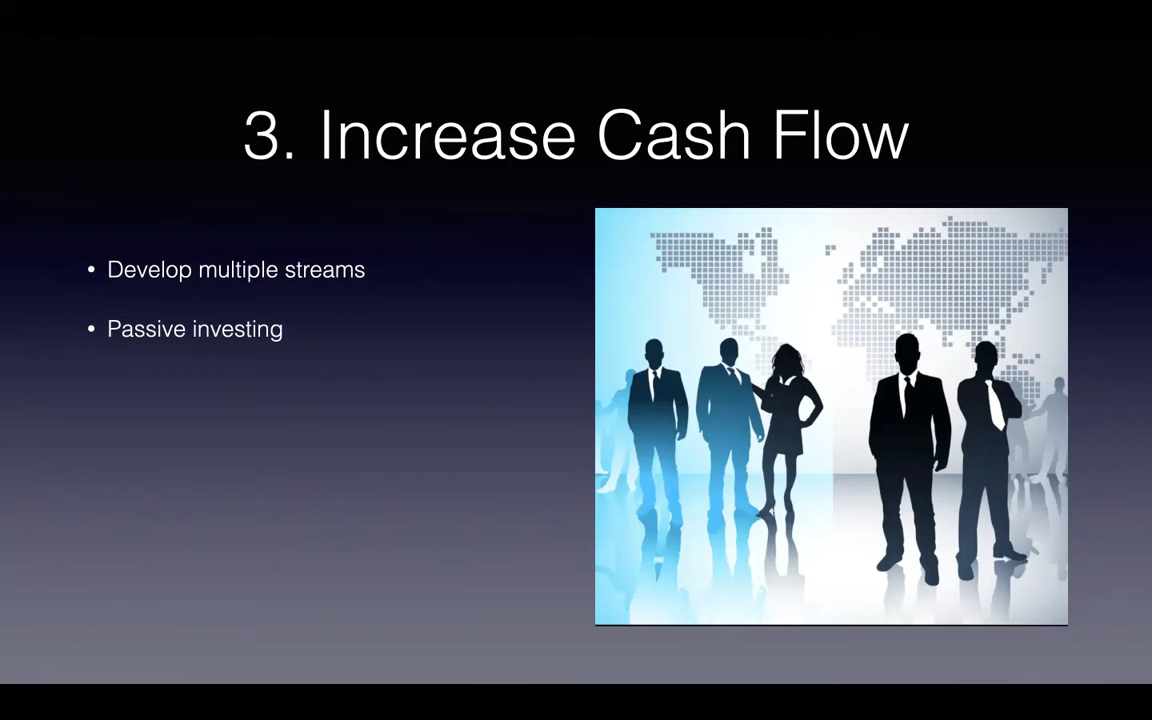 3. Increase Cash Flow
• Develop multiple streams
• Passive investing